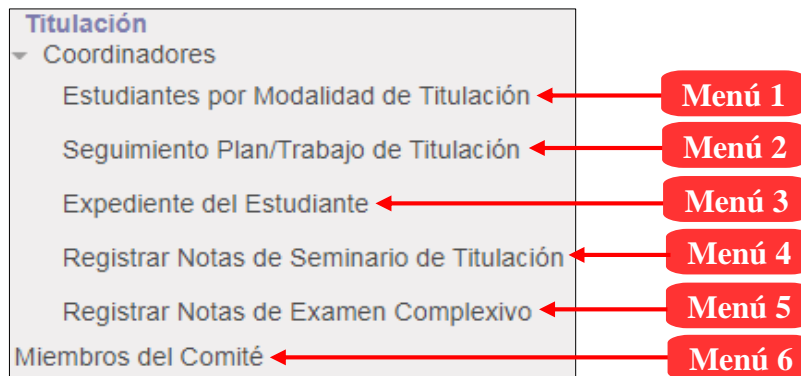 Titulación
Coordinadores
Estudiantes por Modalidad de Titulación Menú 1
Seguimiento Plan/Trabajo de Titulación Menú 2
Expediente del Estudiante Menú 3
Registrar Notas de Seminario de Titulación Menú 4
Registrar Notas de Examen Complexivo Menú 5
Miembros del Comité Menú 6